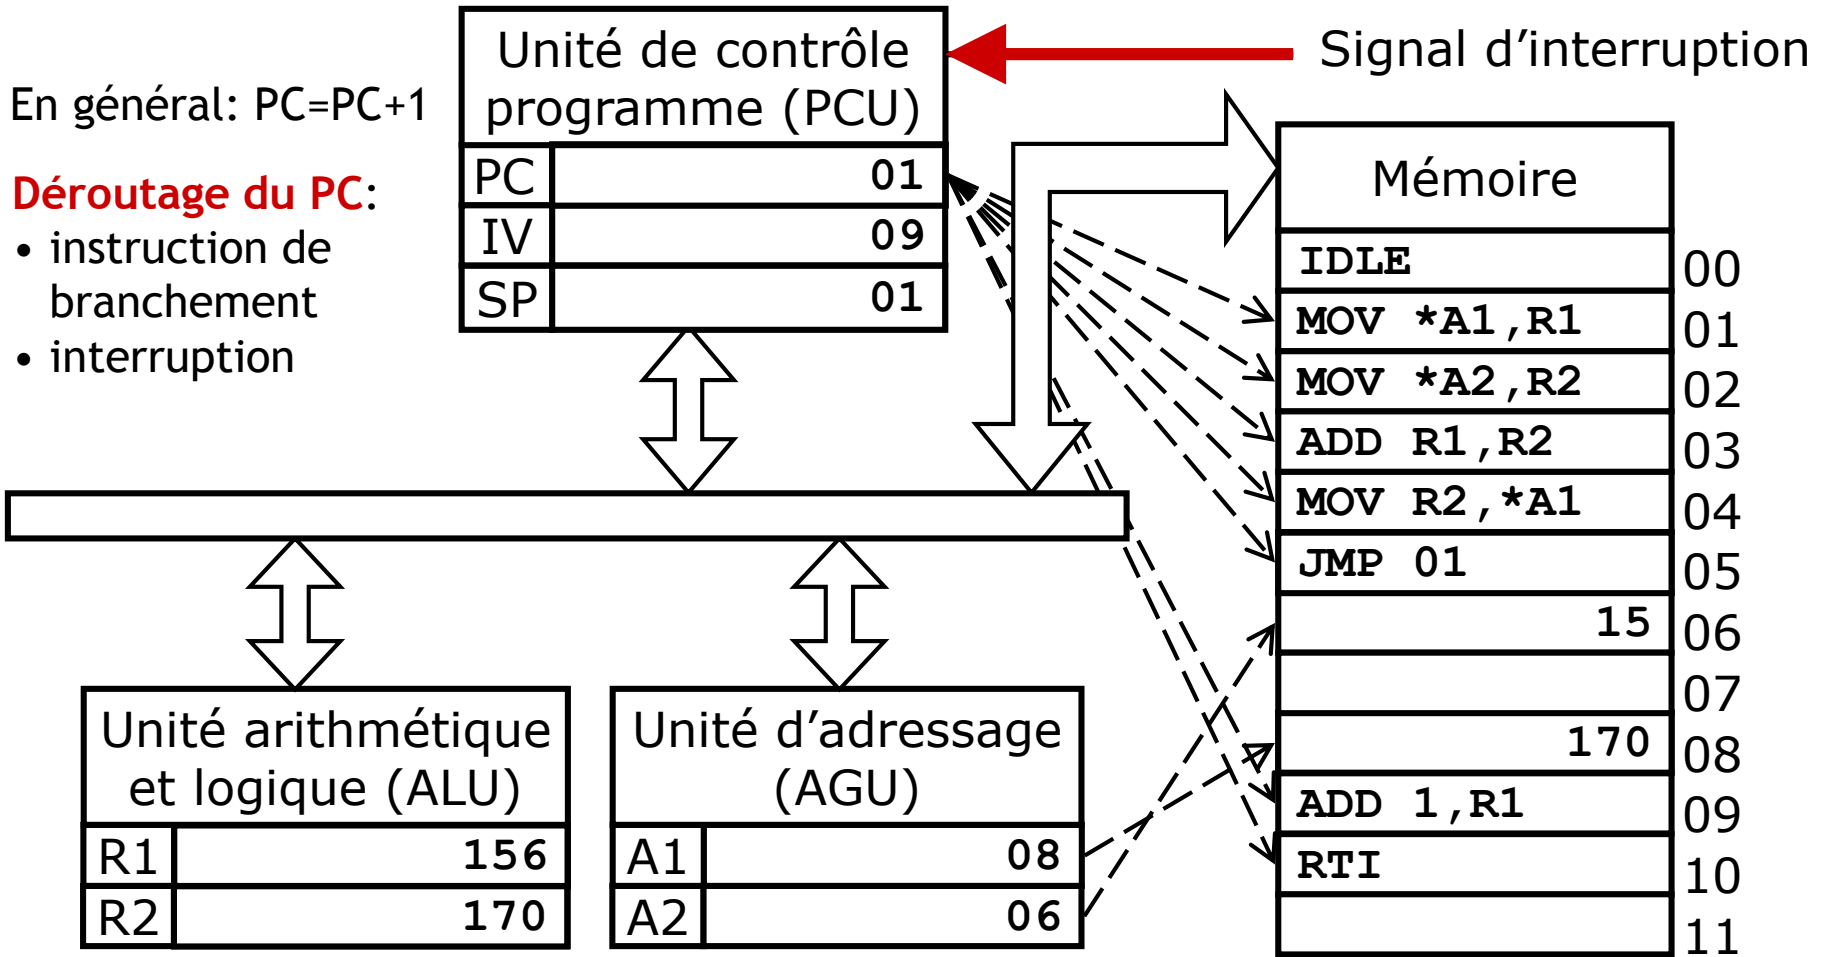 Unité de contrôle
programme (PCU)
PC 01
IV 09
SP 01
Signal d’interruption
En général: PC=PC+1
Déroutage du PC:
• instruction de
branchement
• interruption
Mémoire
IDLE 00
MOV *A1,R1 01
MOV *A2,R2 02
ADD R1,R2 03
MOV R2,*A1 04
JMP 01 05
15 06
07
170 08
ADD 1,R1 09
RTI 10
11
Unité arithmétique
et logique (ALU)
R1 156
R2 170
Unité d’adressage
(AGU)
A1 08
A2 06